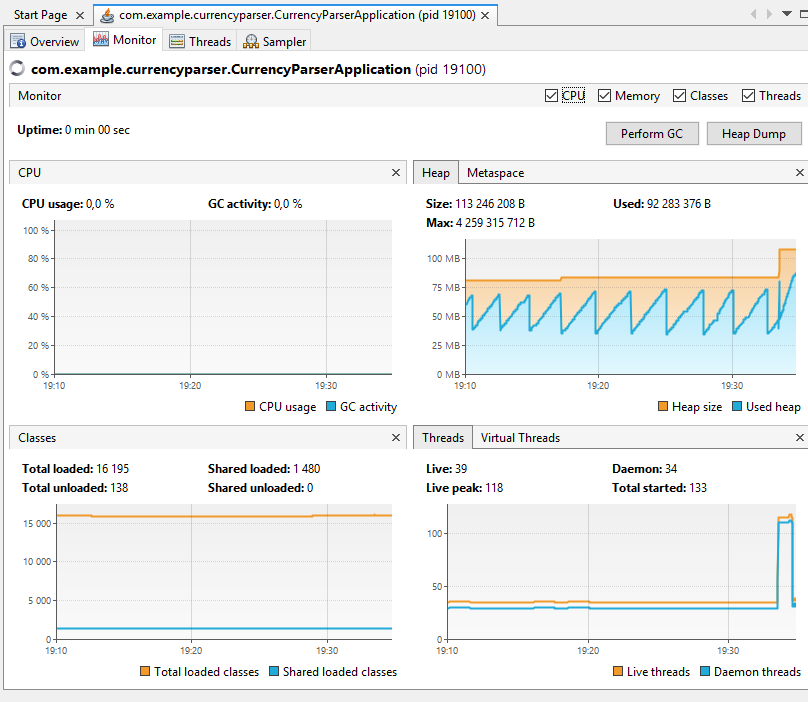 Start Page com.example.currencyparser.CurrencyParserApplication (pid 19100)
Overview Monitor Threads Sampler
com.example.currencyparser.CurrencyParserApplication (pid 19100)
Monitor CPU Memory Classes Threads
Uptime: 0 min 00 sec Perform GC Heap Dump
CPU
CPU usage: 0,0 % GC activity: 0,0 %
100 %
80 %
60 %
40 %
20 %
0 %
19:10 19:20 19:30
CPU usage GC activity
Heap Metaspace
Size: 113 246 208 B Used: 92 283 376 B
Max: 4 259 315 712 B
100 MB
75 MB
50 MB
25 MB
0 MB
19:10 19:20 19:30
Heap size Used heap
Classes
Total loaded: 16 195 Shared loaded: 1 480
Total unloaded: 138 Shared unloaded: 0
15 000
10 000
5 000
0
19:10 19:20 19:30
Total loaded classes Shared loaded classes
Threads Virtual Threads
Live: 39 Daemon: 34
Live peak: 118 Total started: 133
100
50
0
19:10 19:20 19:30
Live threads Daemon threads